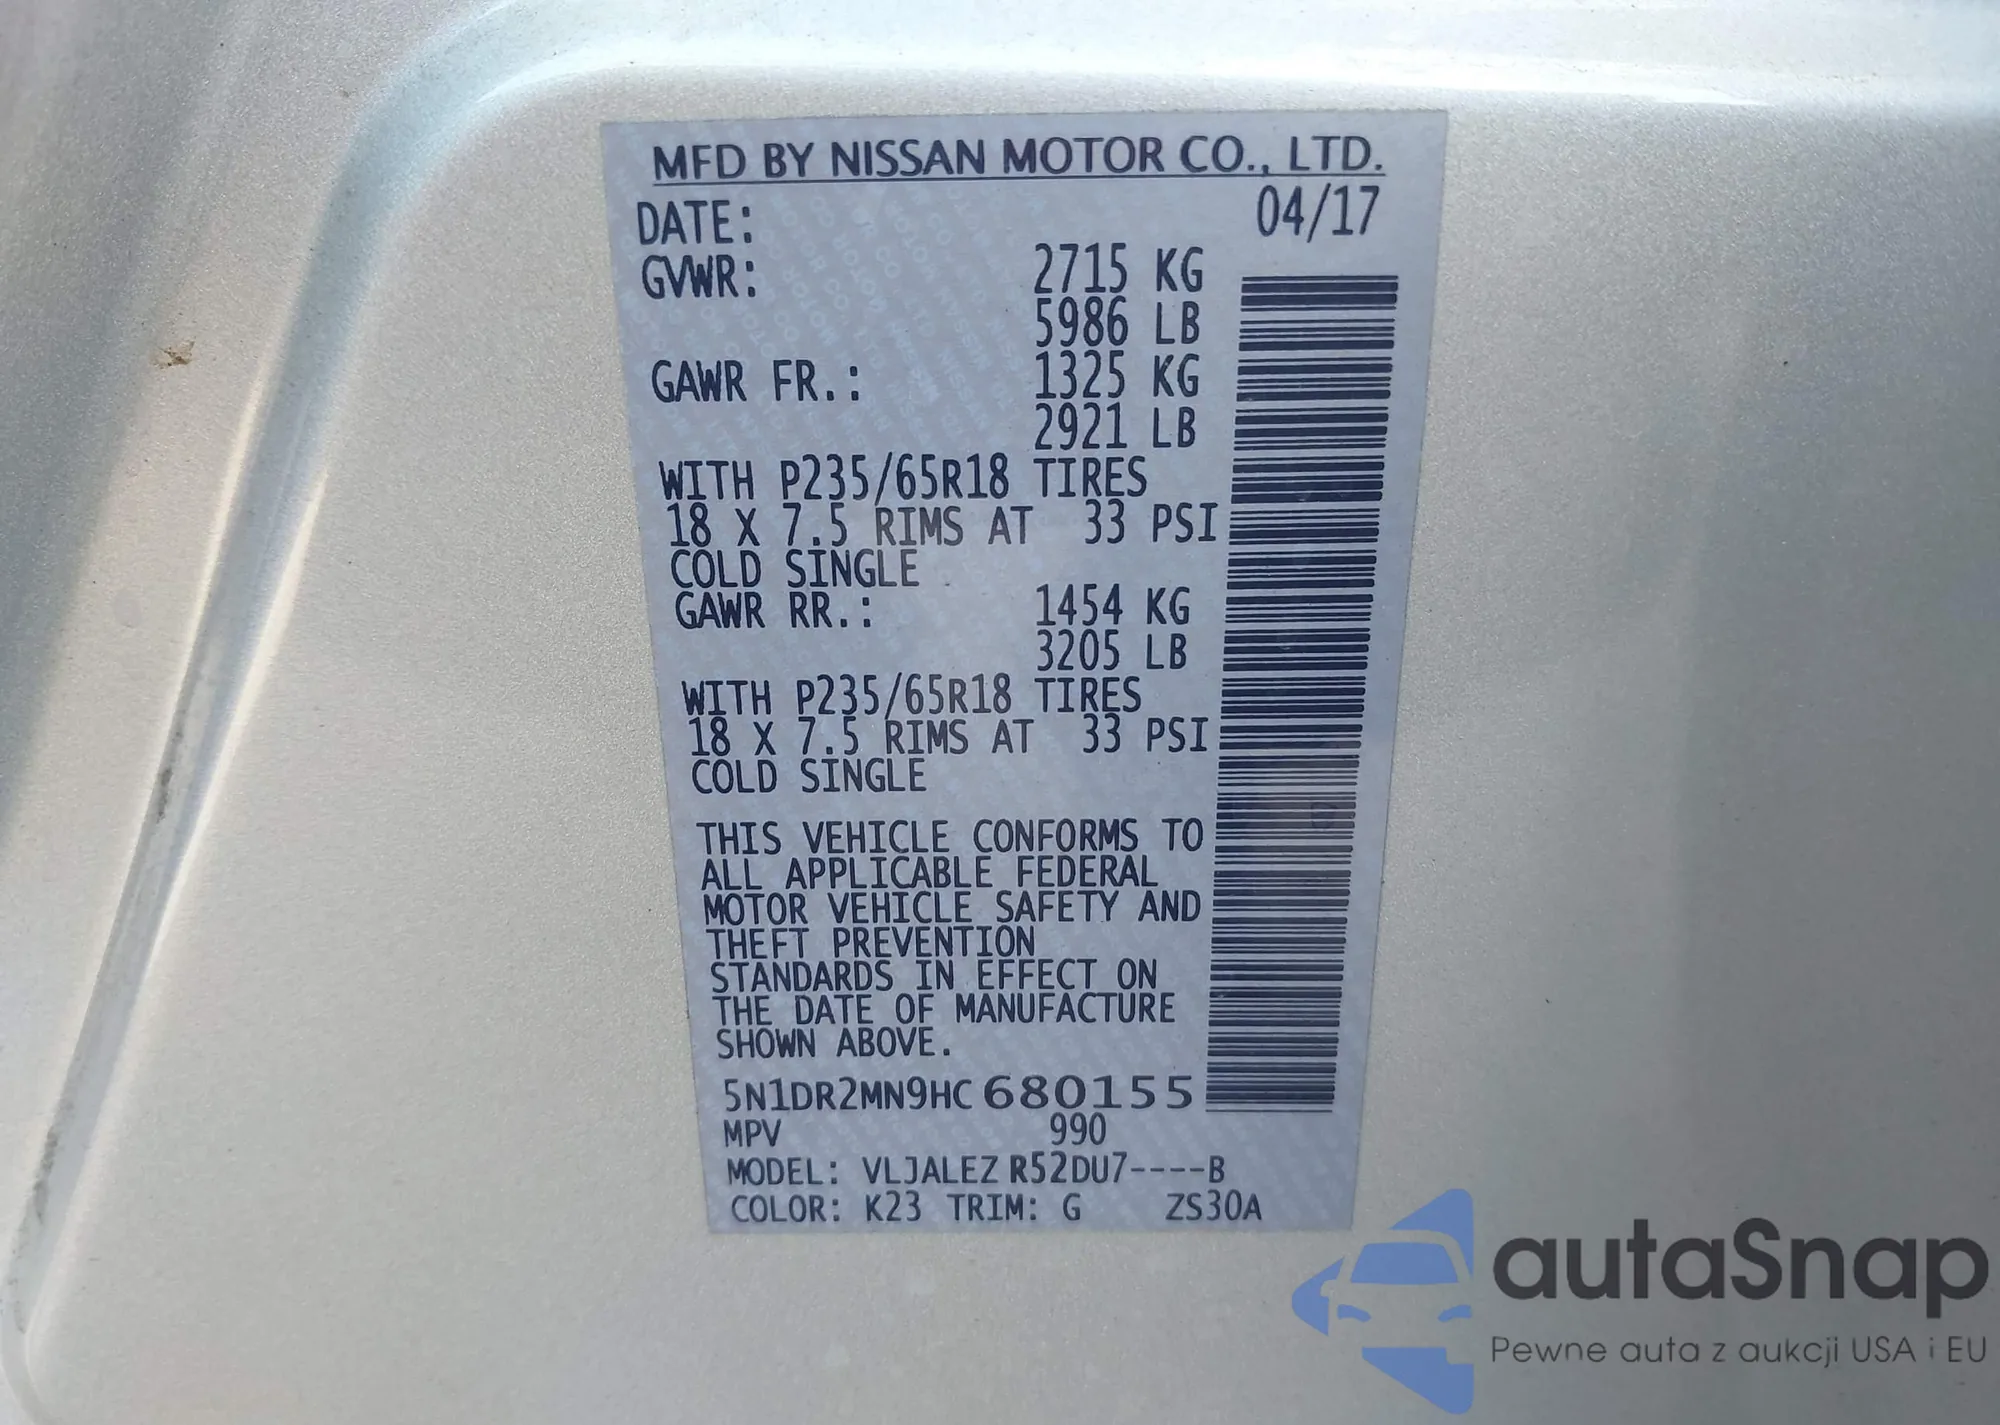 MFD BY NISSAN MOTOR CO., LTD.
DATE: 04/17
GVWR: 2715 KG
5986 LB
GAWR FR.: 1325 KG
2921 LB
WITH P235/65R18 TIRES
18 X 7.5 RIMS AT 33 PSI
COLD SINGLE
GAWR RR.: 1454 KG
3205 LB
WITH P235/65R18 TIRES
18 X 7.5 RIMS AT 33 PSI
COLD SINGLE
THIS VEHICLE CONFORMS TO
ALL APPLICABLE FEDERAL
MOTOR VEHICLE SAFETY AND
THEFT PREVENTION
STANDARDS IN EFFECT ON
THE DATE OF MANUFACTURE
SHOWN ABOVE.
5N1DR2MN9HC680155
MPV 990
MODEL: VLJALEZ R52DU7----B
COLOR: K23 TRIM: G ZS30A
autaSnap
Pewne auta z aukcji USA i EU